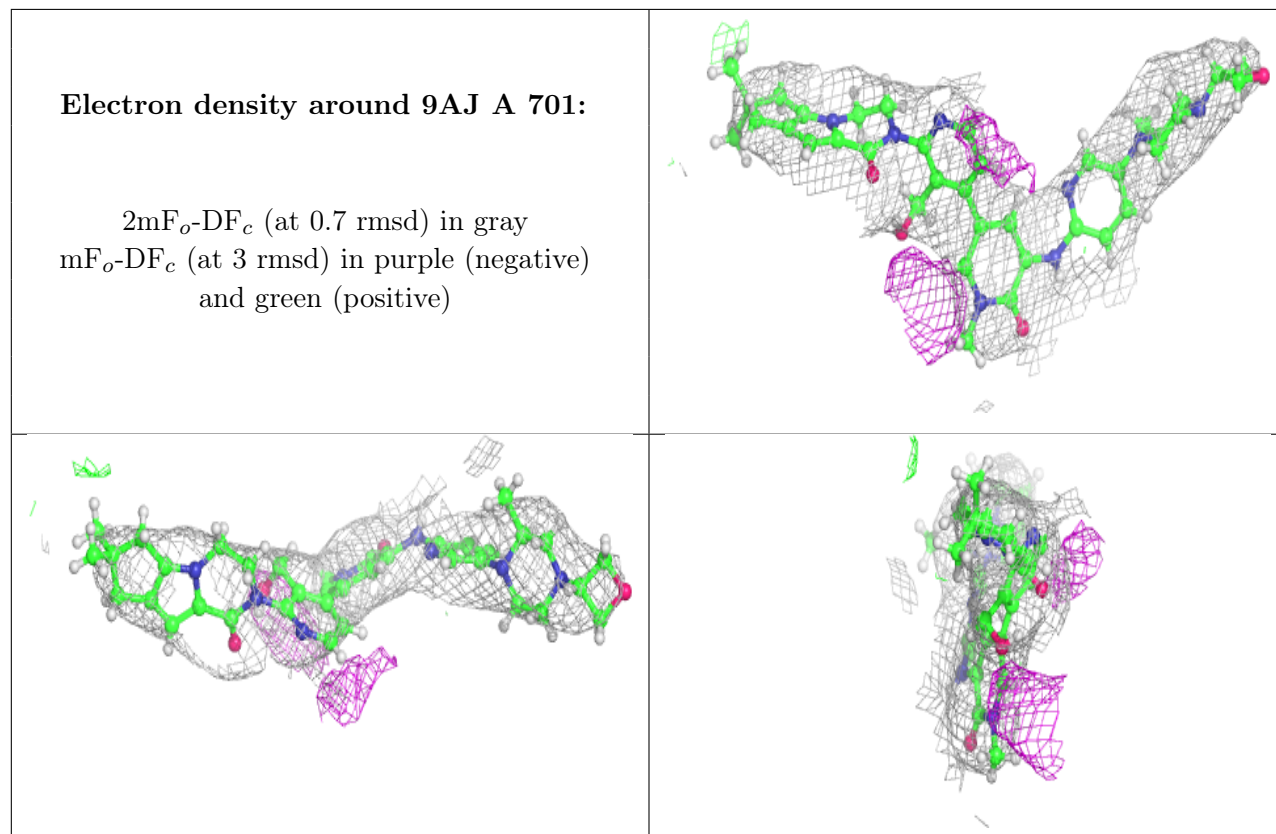 Electron density around 9AJ A 701:
2mFₒ-DF𝒸 (at 0.7 rmsd) in gray
mFₒ-DF𝒸 (at 3 rmsd) in purple (negative)
and green (positive)